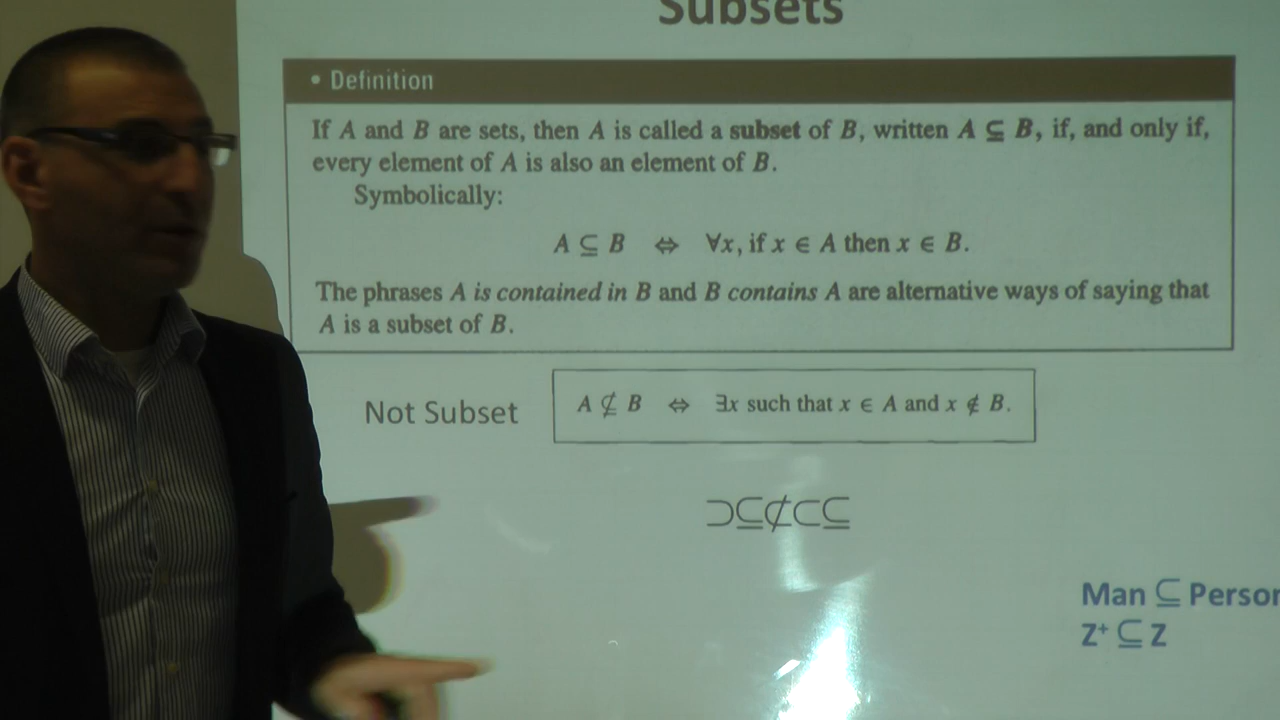 Subsets
• Definition
If A and B are sets, then A is called a subset of B, written A ⊆ B, if, and only if,
every element of A is also an element of B.
Symbolically:
A ⊆ B ⇔ ∀x, if x ∈ A then x ∈ B.
The phrases A is contained in B and B contains A are alternative ways of saying that
A is a subset of B.
Not Subset
A ⊈ B ⇔ ∃x such that x ∈ A and x ∉ B.
⊃⊆⊄⊂⊆
Man ⊆ Person
Z⁺ ⊆ Z